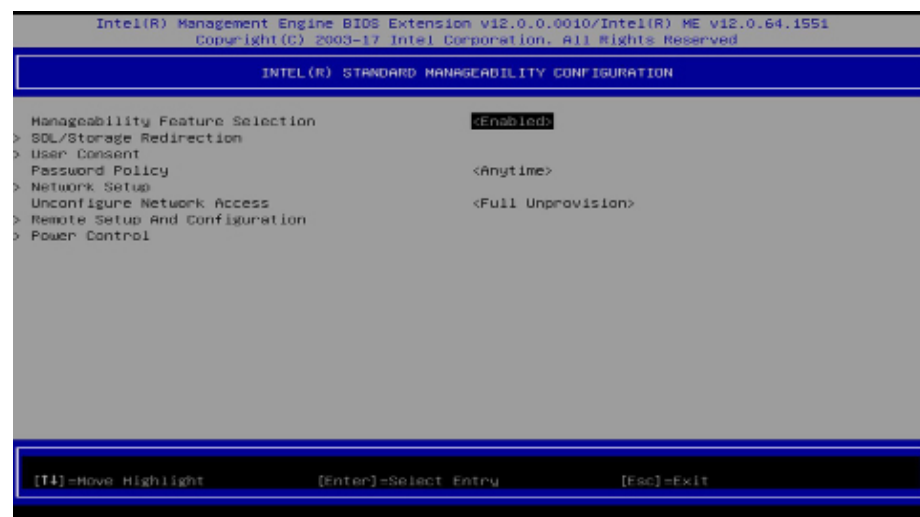 Intel(R) Management Engine BIOS Extension v12.0.0.0010/Intel(R) ME v12.0.64.1551
Copyright(C) 2003-17 Intel Corporation. All Rights Reserved
INTEL(R) STANDARD MANAGEABILITY CONFIGURATION
Manageability Feature Selection <Enabled>
> SOL/Storage Redirection
> User Consent
Password Policy <Anytime>
> Network Setup
Unconfigure Network Access <Full Unprovision>
> Remote Setup And Configuration
> Power Control
[↑↓]=Move Highlight [Enter]=Select Entry [Esc]=Exit